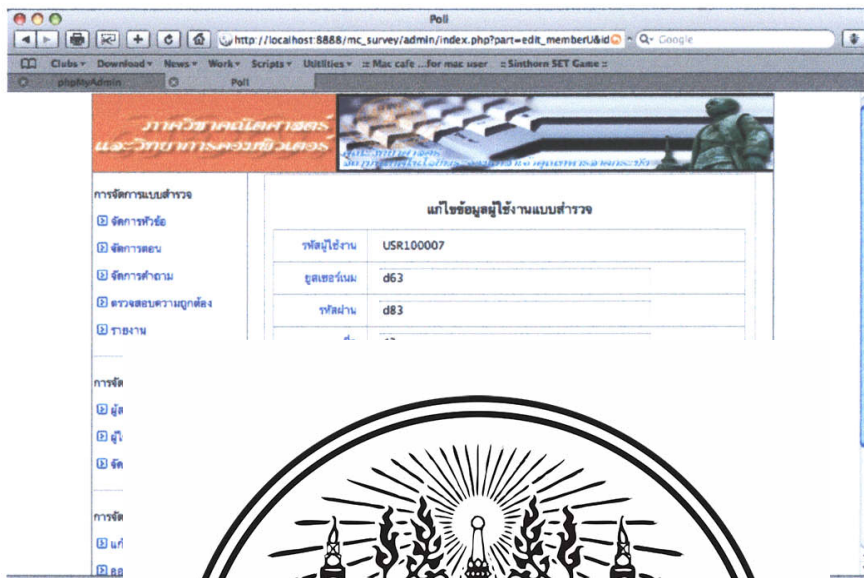 Poll
http://localhost:8888/mc_survey/admin/index.php?part=edit_memberU&id
Google
Clubs Download News Work Scripts Utitlities :: Mac cafe ...for mac user :: Sinthorn SET Game ::
phpMyAdmin Poll
ภาควิชาคณิตศาสตร์
และวิทยาการคอมพิวเตอร์
การจัดการแบบสำรวจ
จัดการหัวข้อ
จัดการตอน
จัดการคำถาม
ตรวจสอบความถูกต้อง
รายงาน
แก้ไขข้อมูลผู้ใช้งานแบบสำรวจ
รหัสผู้ใช้งาน USR100007
ยูสเซอร์เนม d63
รหัสผ่าน d83